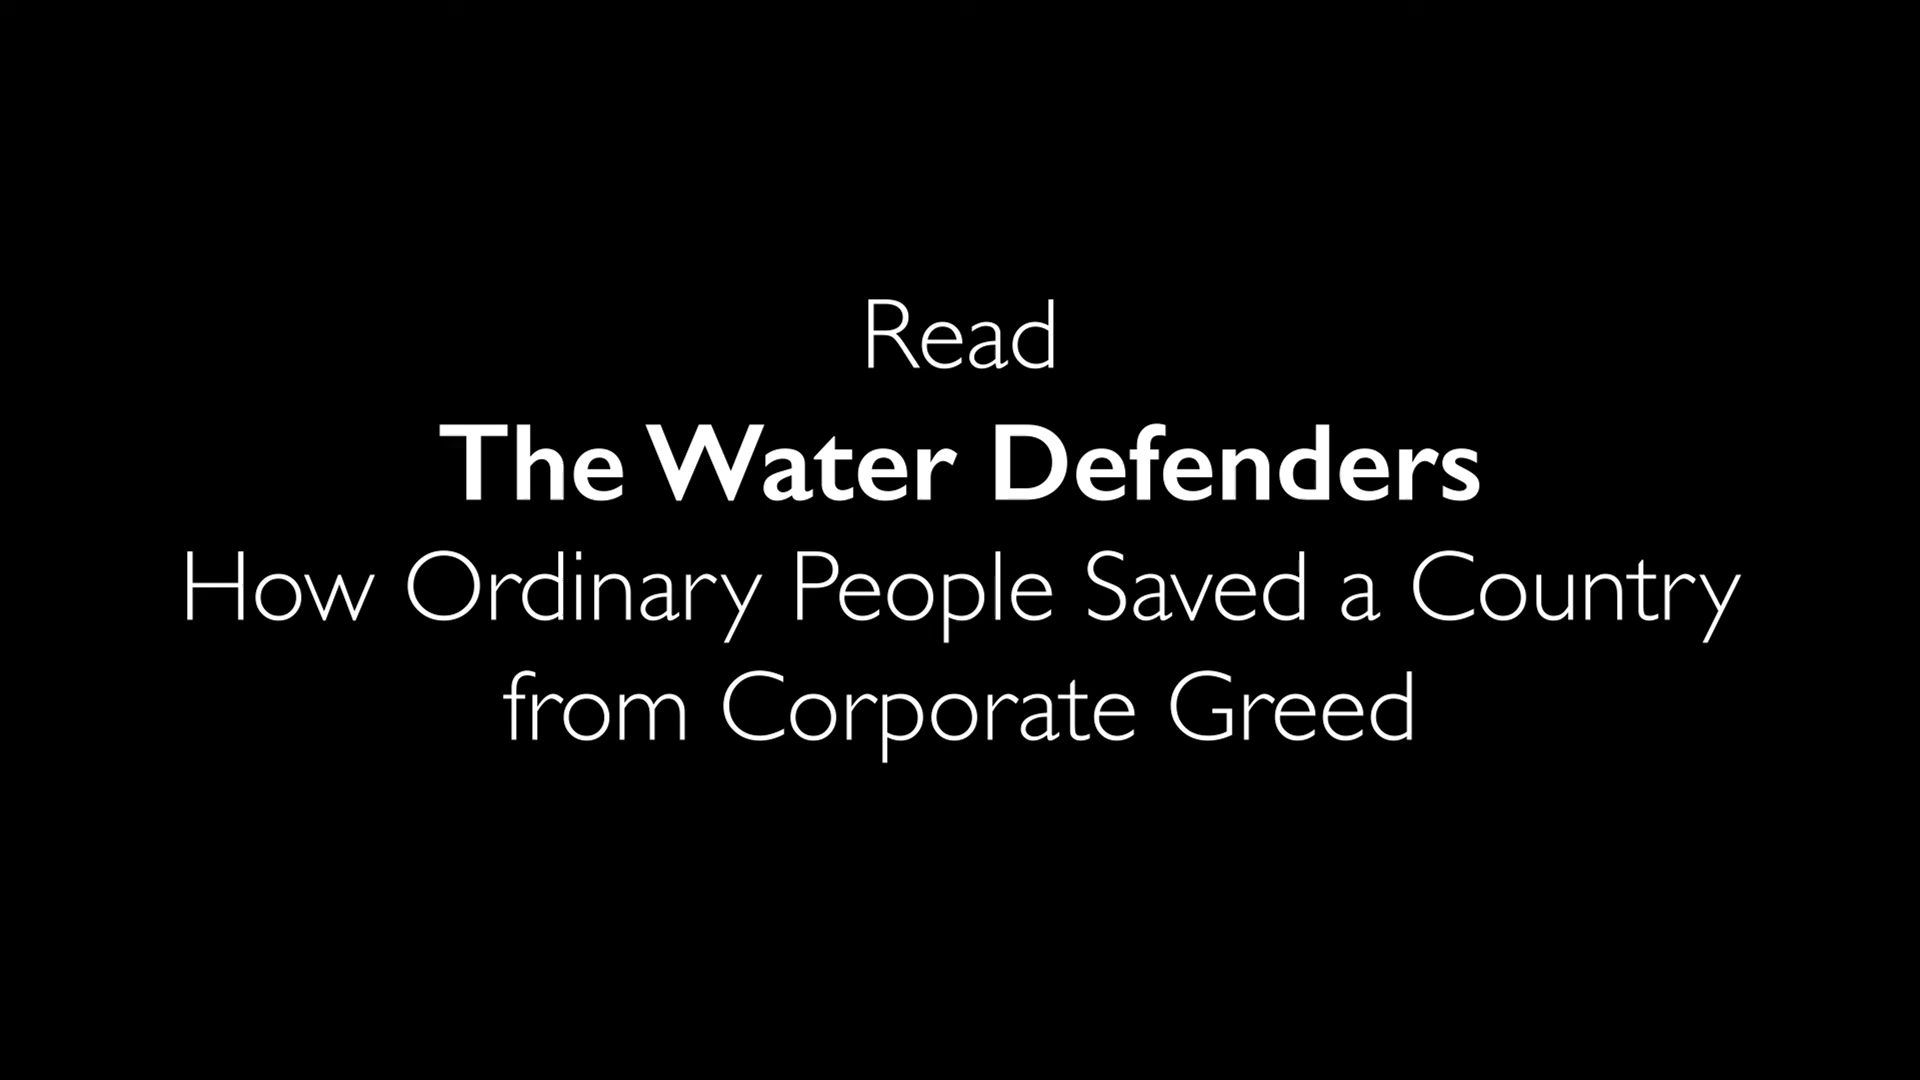 Read
The Water Defenders
How Ordinary People Saved a Country
from Corporate Greed